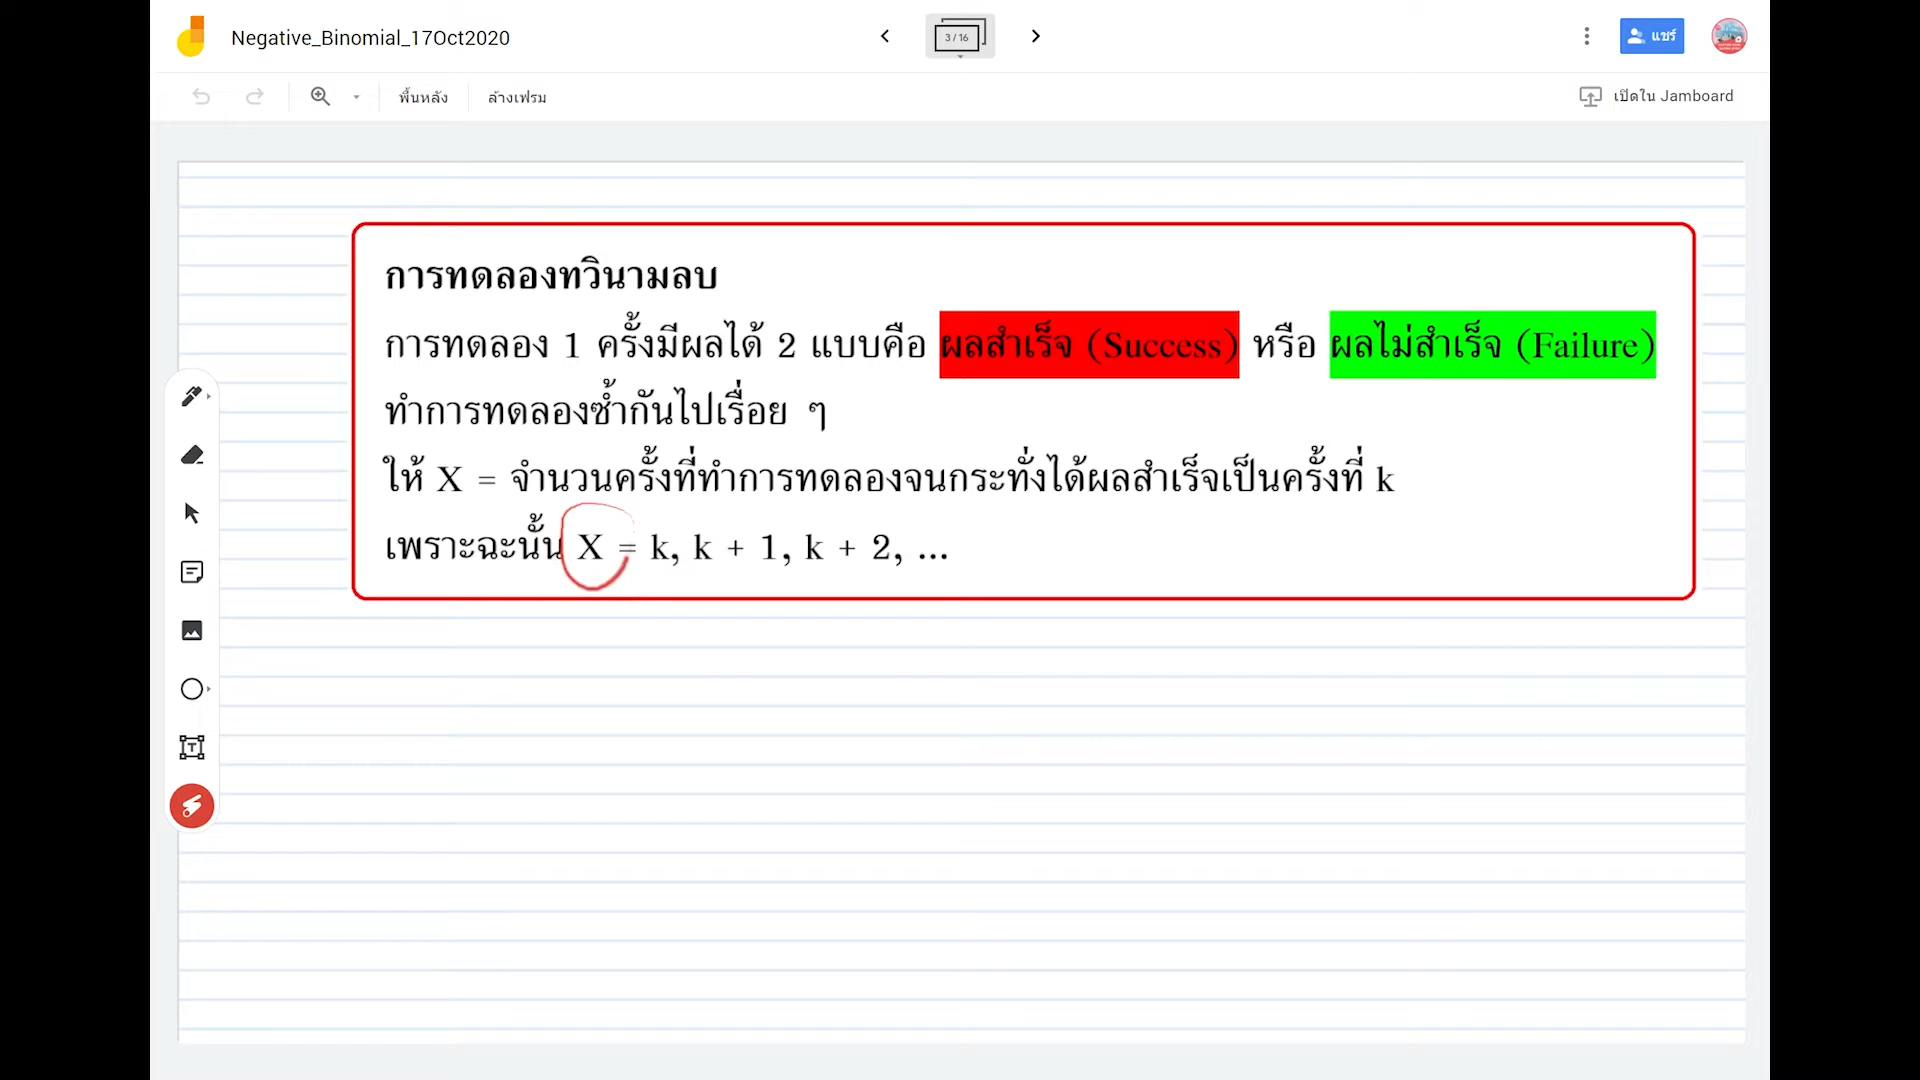 Negative_Binomial_17Oct2020
3 / 16
แชร์
พื้นหลัง
ล้างเฟรม
เปิดใน Jamboard
การทดลองทวินามลบ
การทดลอง 1 ครั้งมีผลได้ 2 แบบคือ ผลสำเร็จ (Success) หรือ ผลไม่สำเร็จ (Failure)
ทำการทดลองซ้ำกันไปเรื่อย ๆ
ให้ X = จำนวนครั้งที่ทำการทดลองจนกระทั่งได้ผลสำเร็จเป็นครั้งที่ k
เพราะฉะนั้น X = k, k + 1, k + 2, ...